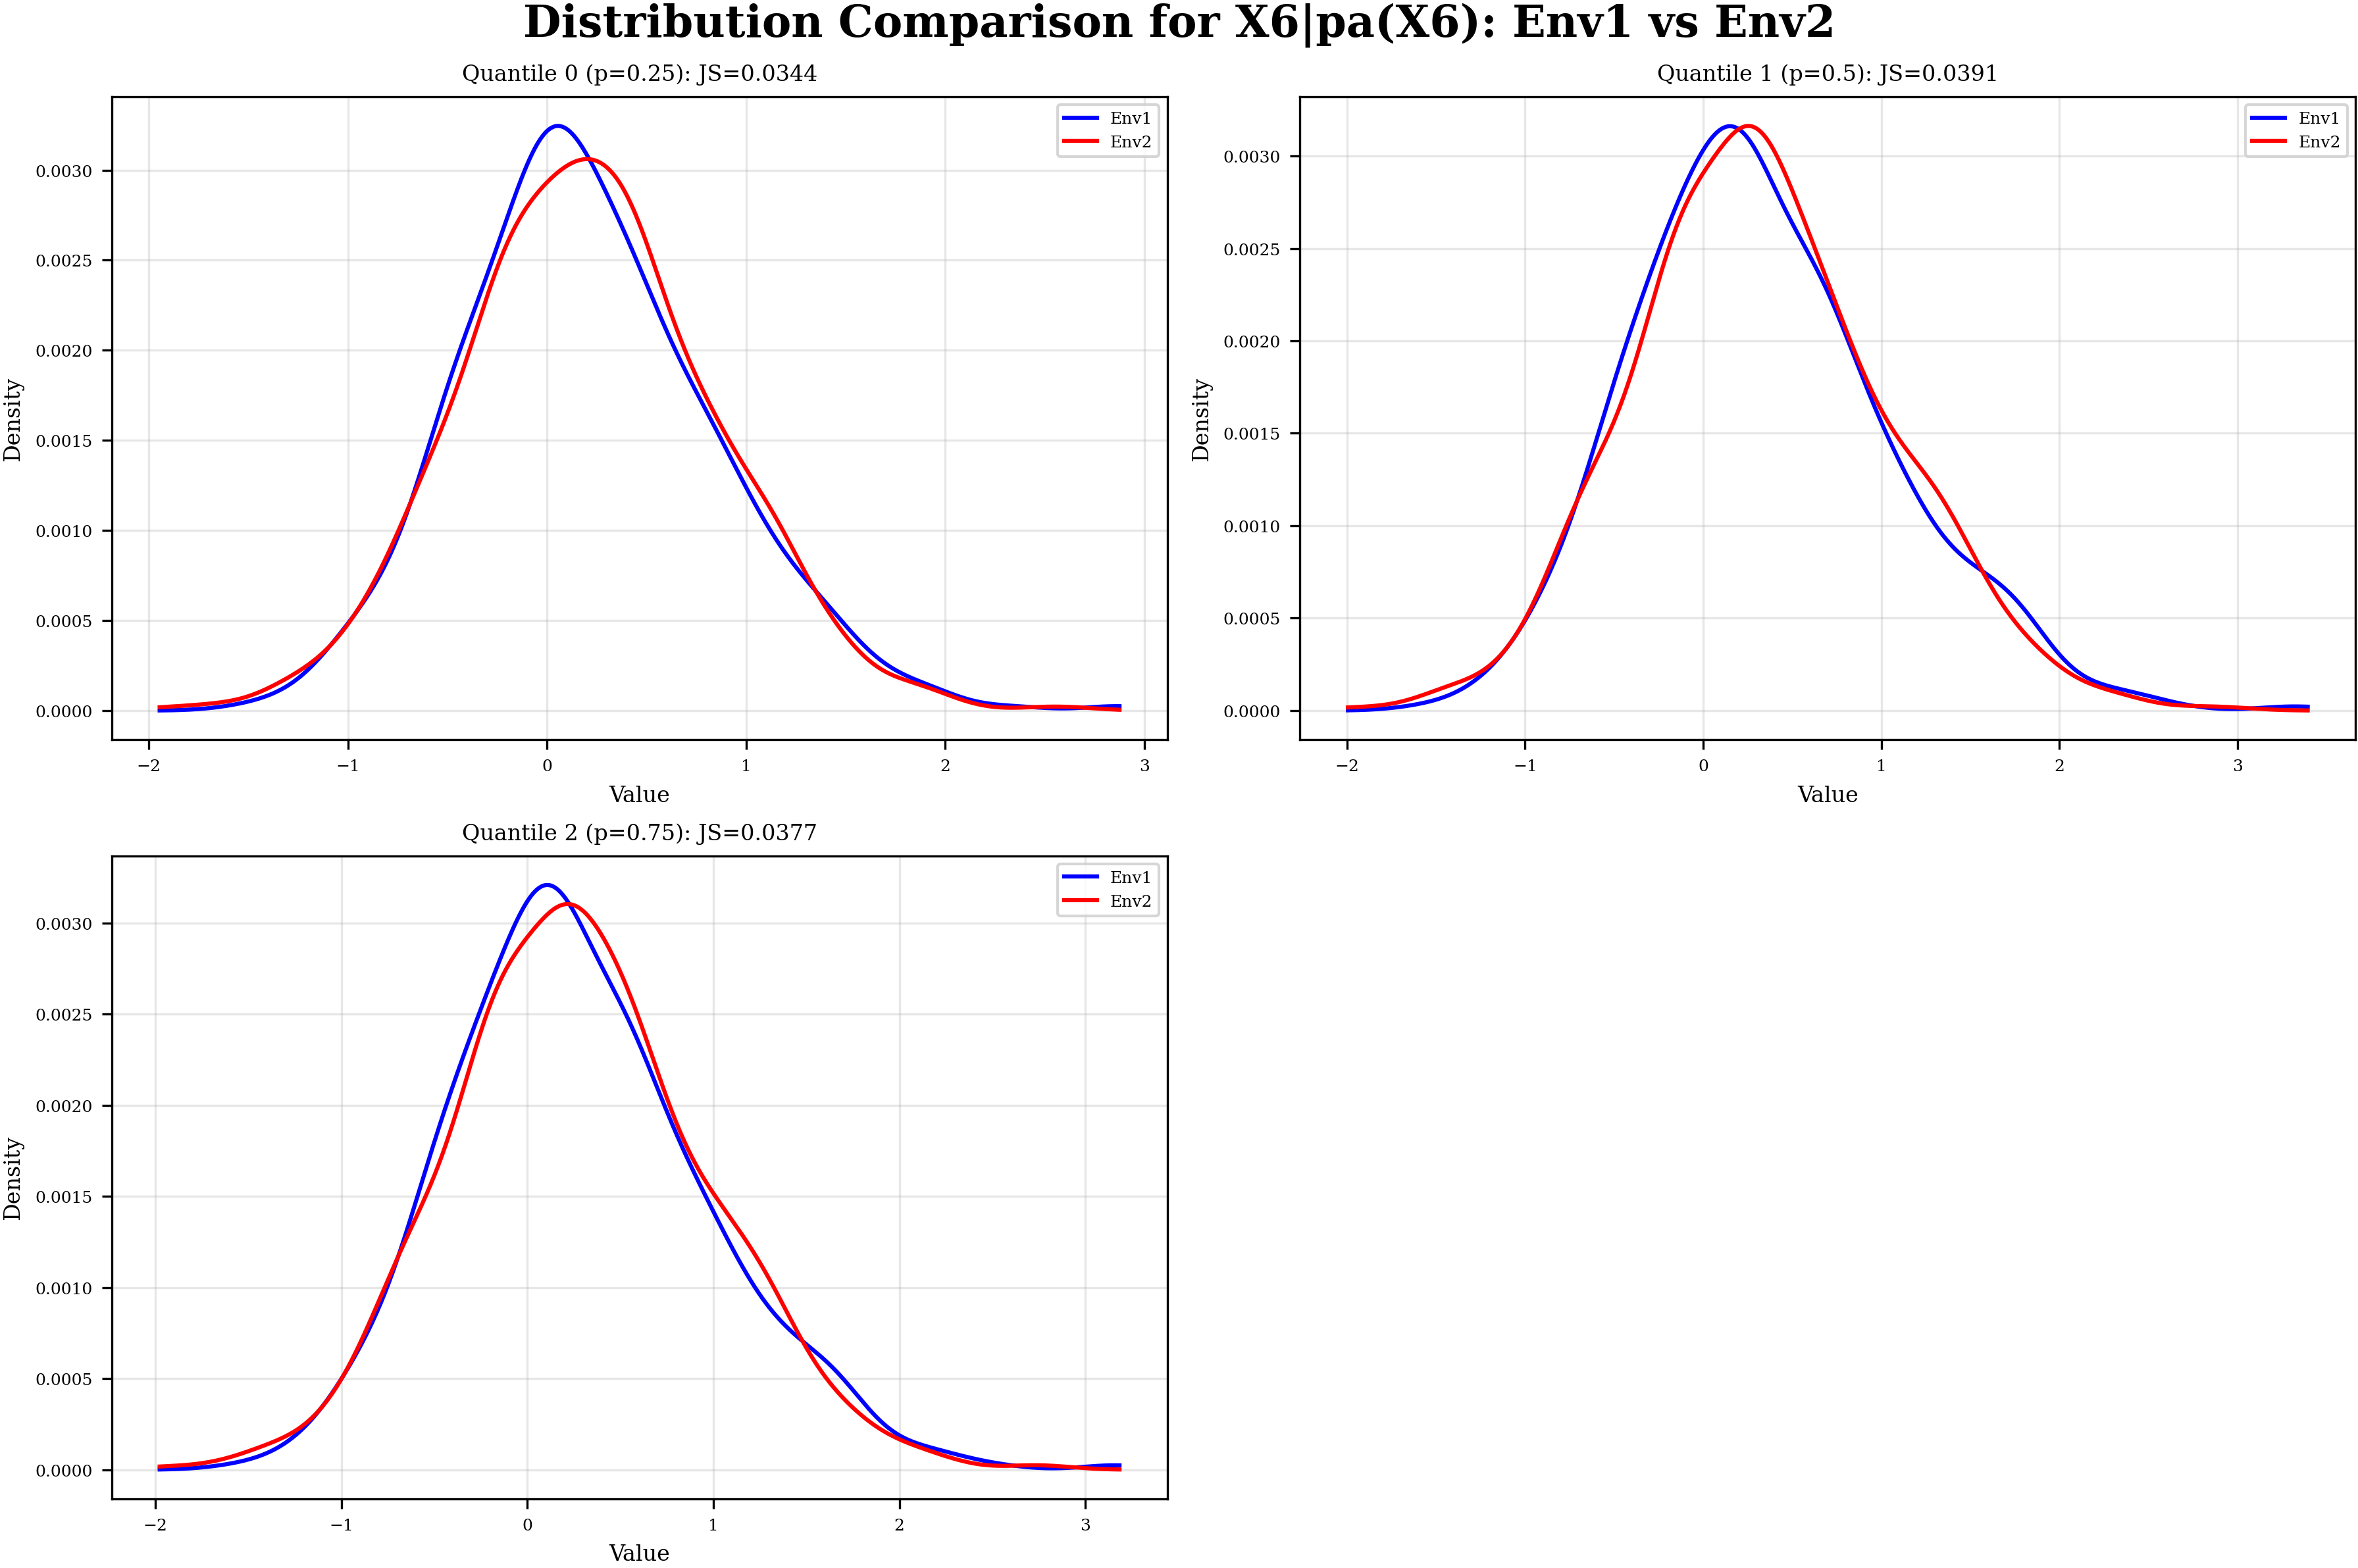 Distribution Comparison for X6|pa(X6): Env1 vs Env2
Quantile 0 (p=0.25): JS=0.0344
Env1
Env2
0.0030
0.0025
0.0020
0.0015
0.0010
0.0005
0.0000
Density
−2 −1 0 1 2 3
Value
Quantile 1 (p=0.5): JS=0.0391
Env1
Env2
0.0030
0.0025
0.0020
0.0015
0.0010
0.0005
0.0000
Density
−2 −1 0 1 2 3
Value
Quantile 2 (p=0.75): JS=0.0377
Env1
Env2
0.0030
0.0025
0.0020
0.0015
0.0010
0.0005
0.0000
Density
−2 −1 0 1 2 3
Value